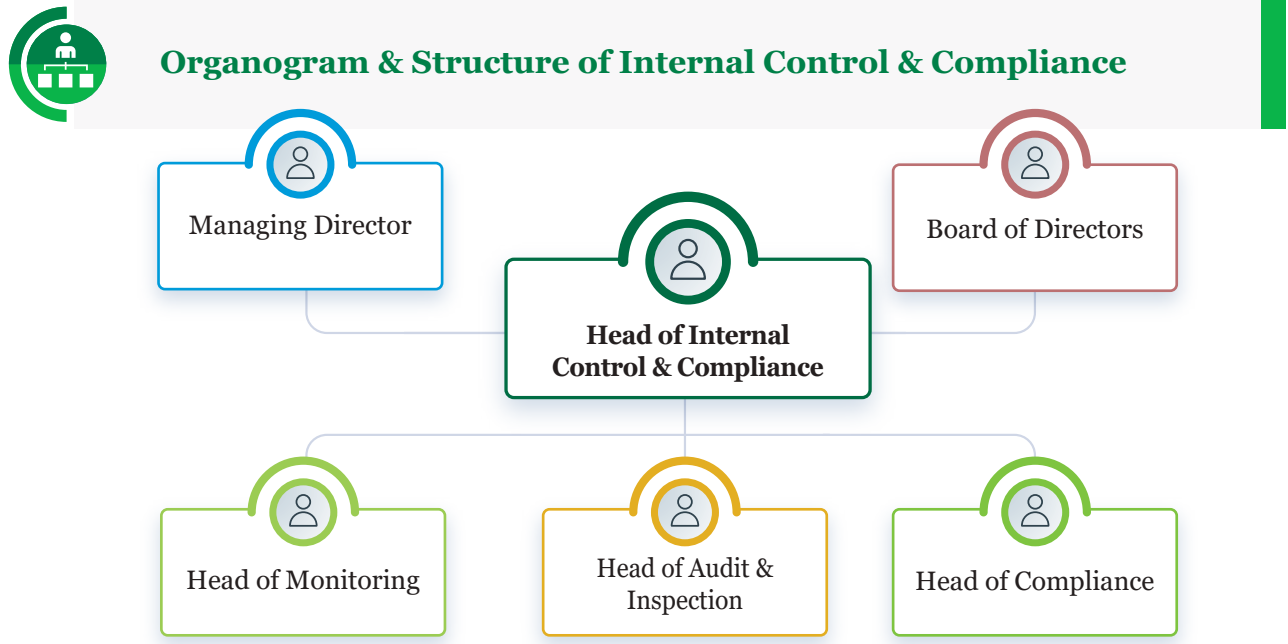 Organogram & Structure of Internal Control & Compliance
Managing Director
Board of Directors
Head of Internal
Control & Compliance
Head of Monitoring
Head of Audit &
Inspection
Head of Compliance